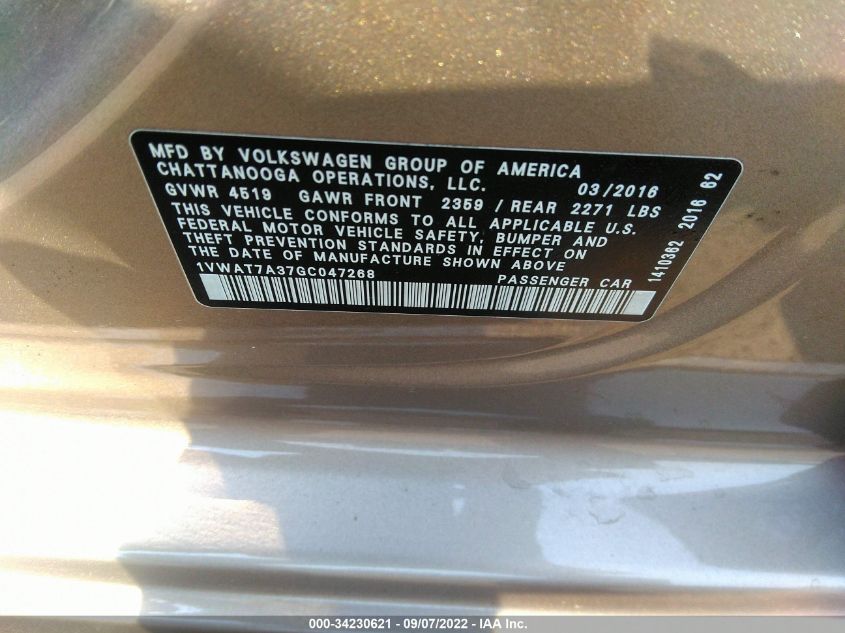 MFD BY VOLKSWAGEN GROUP OF AMERICA
CHATTANOOGA OPERATIONS, LLC. 03/2016
GVWR 4519 GAWR FRONT 2359 / REAR 2271 LBS
THIS VEHICLE CONFORMS TO ALL APPLICABLE U.S.
FEDERAL MOTOR VEHICLE SAFETY, BUMPER AND
THEFT PREVENTION STANDARDS IN EFFECT ON
THE DATE OF MANUFACTURE SHOWN ABOVE
1VWAT7A37GC047268 PASSENGER CAR
1410362 2016 62
000-34230621 - 09/07/2022 - IAA Inc.